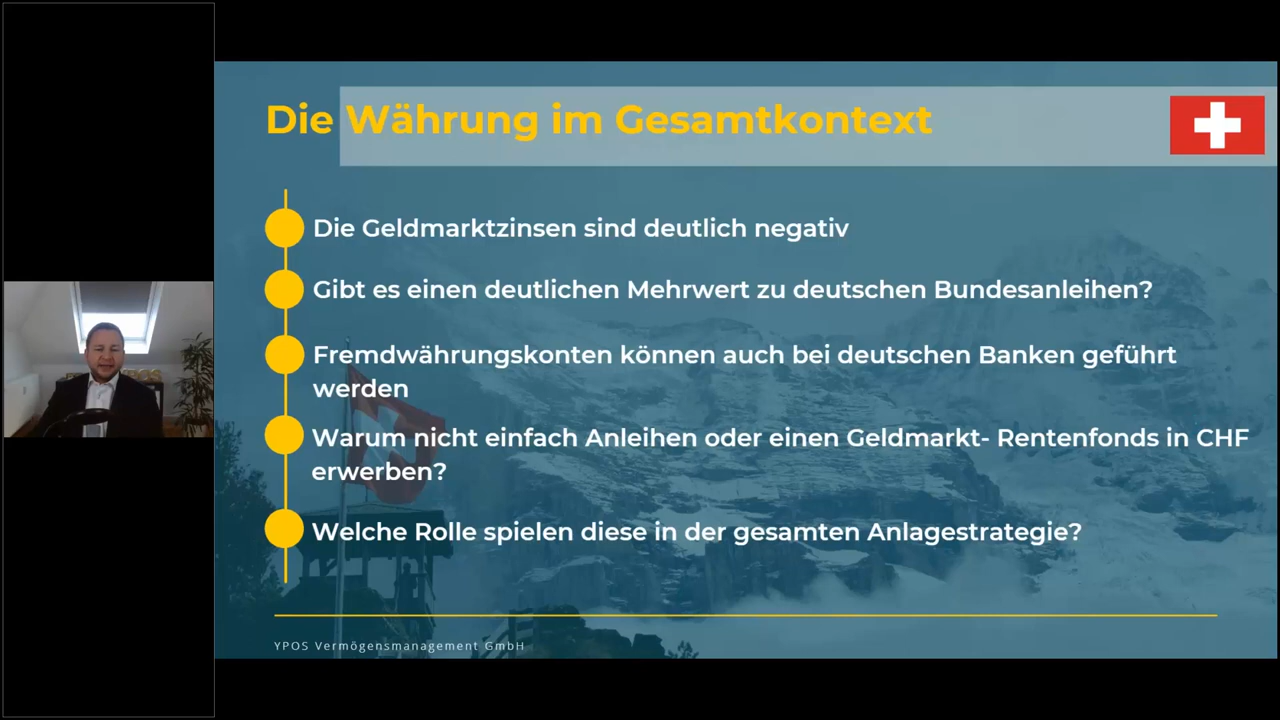 Die Währung im Gesamtkontext
Die Geldmarktzinsen sind deutlich negativ
Gibt es einen deutlichen Mehrwert zu deutschen Bundesanleihen?
Fremdwährungskonten können auch bei deutschen Banken geführt
werden
Warum nicht einfach Anleihen oder einen Geldmarkt- Rentenfonds in CHF
erwerben?
Welche Rolle spielen diese in der gesamten Anlagestrategie?
YPOS Vermögensmanagement GmbH